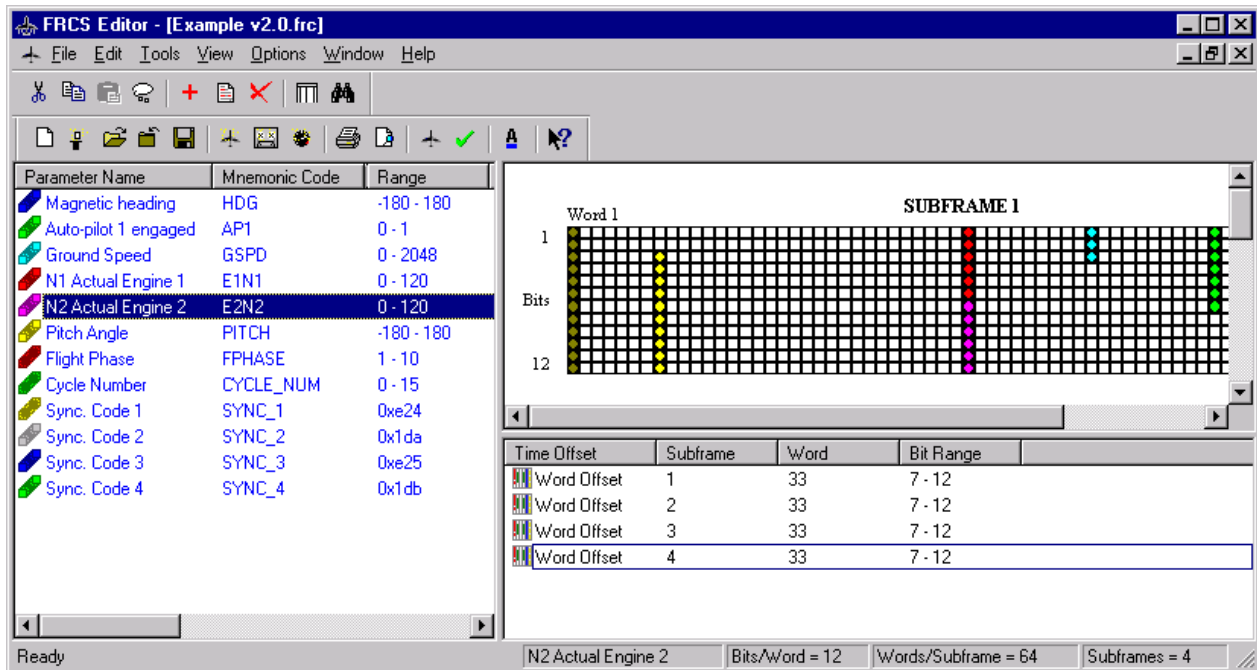 FRCS Editor - [Example v2.0.frc]
File Edit Tools View Options Window Help
A ?
Parameter Name Mnemonic Code Range
Magnetic heading HDG -180 - 180
Auto-pilot 1 engaged AP1 0 - 1
Ground Speed GSPD 0 - 2048
N1 Actual Engine 1 E1N1 0 - 120
N2 Actual Engine 2 E2N2 0 - 120
Pitch Angle PITCH -180 - 180
Flight Phase FPHASE 1 - 10
Cycle Number CYCLE_NUM 0 - 15
Sync. Code 1 SYNC_1 0xe24
Sync. Code 2 SYNC_2 0x1da
Sync. Code 3 SYNC_3 0xe25
Sync. Code 4 SYNC_4 0x1db
Word 1 SUBFRAME 1
1
Bits
12
Time Offset Subframe Word Bit Range
Word Offset 1 33 7 - 12
Word Offset 2 33 7 - 12
Word Offset 3 33 7 - 12
Word Offset 4 33 7 - 12
Ready N2 Actual Engine 2 Bits/Word = 12 Words/Subframe = 64 Subframes = 4